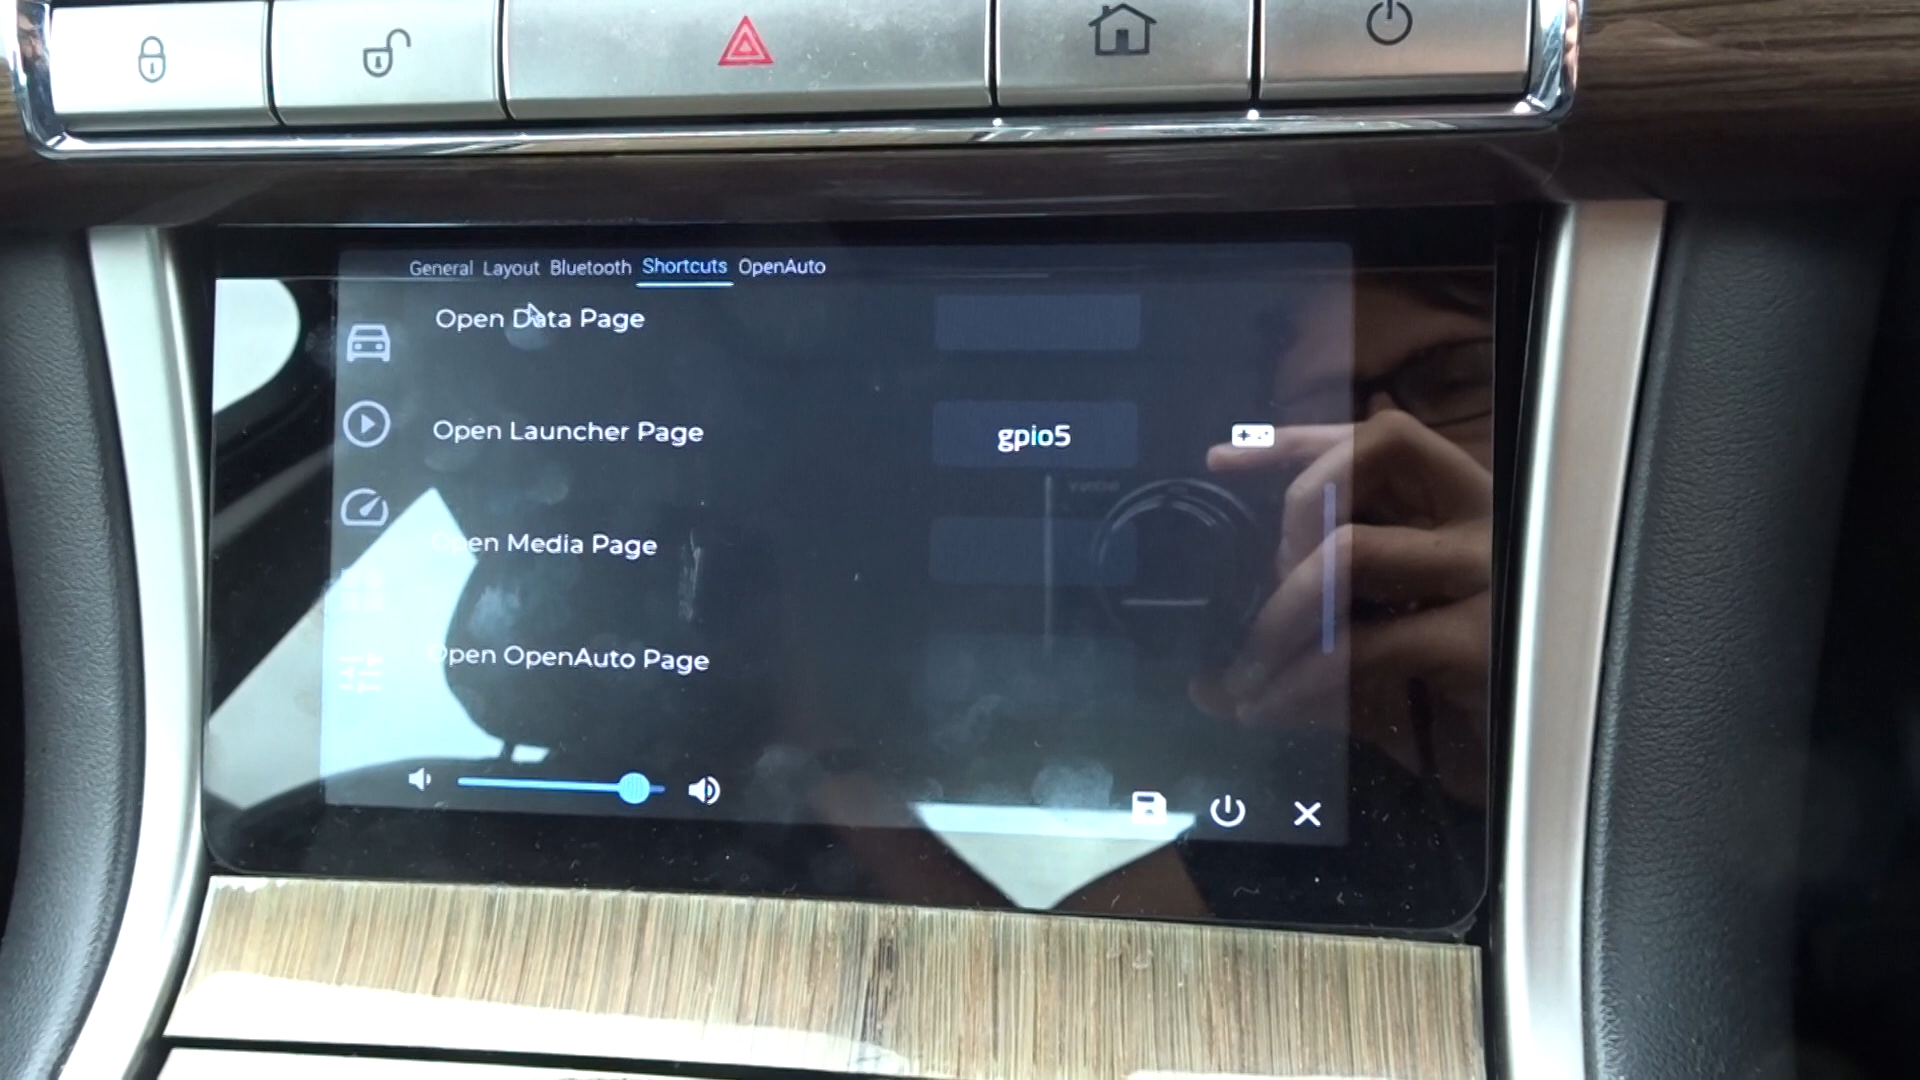 General Layout Bluetooth Shortcuts OpenAuto
Open Data Page
Open Launcher Page gpio5
Open Media Page
Open OpenAuto Page